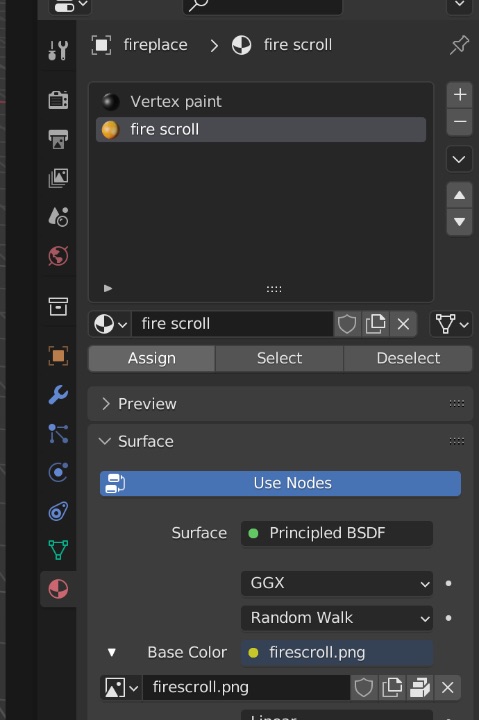 fireplace > fire scroll
Vertex paint
fire scroll
fire scroll
Assign Select Deselect
Preview
Surface
Use Nodes
Surface Principled BSDF
GGX
Random Walk
Base Color firescroll.png
firescroll.png
Linear